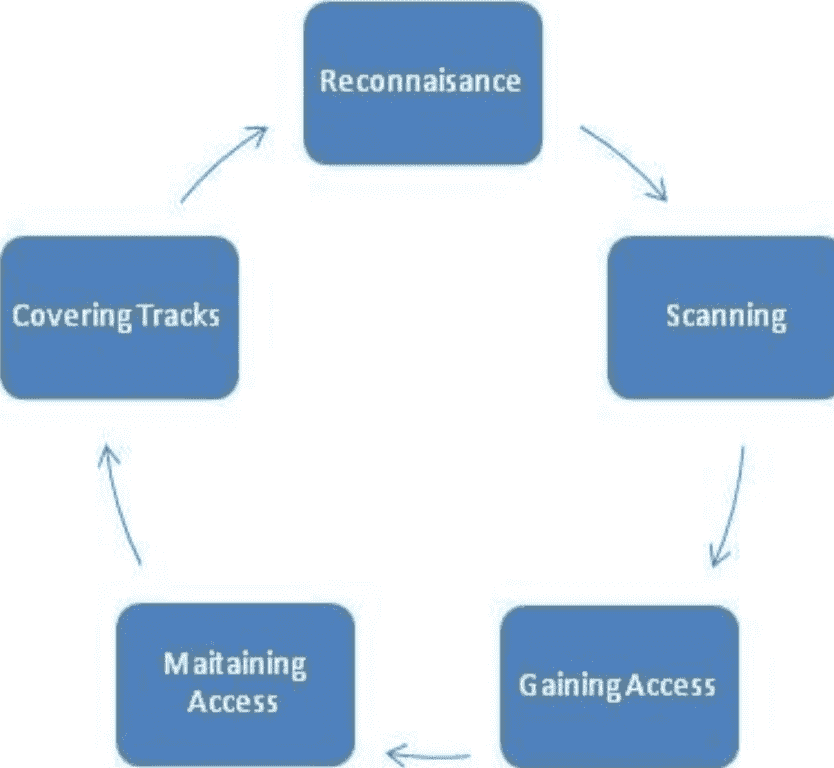 Reconnaisance
Scanning
Gaining Access
Maitaining
Access
Covering Tracks